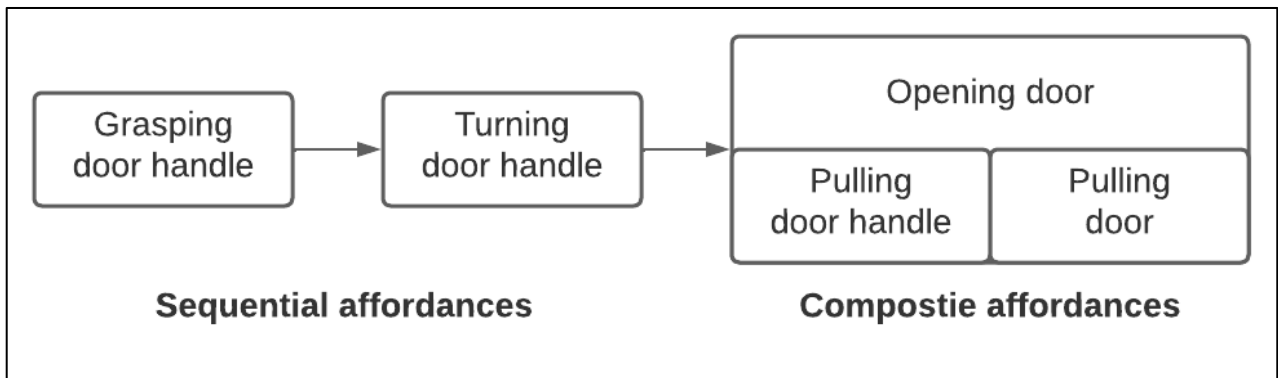 Grasping
door handle
Turning
door handle
Opening door
Pulling
door handle
Pulling
door
Sequential affordances
Compostie affordances